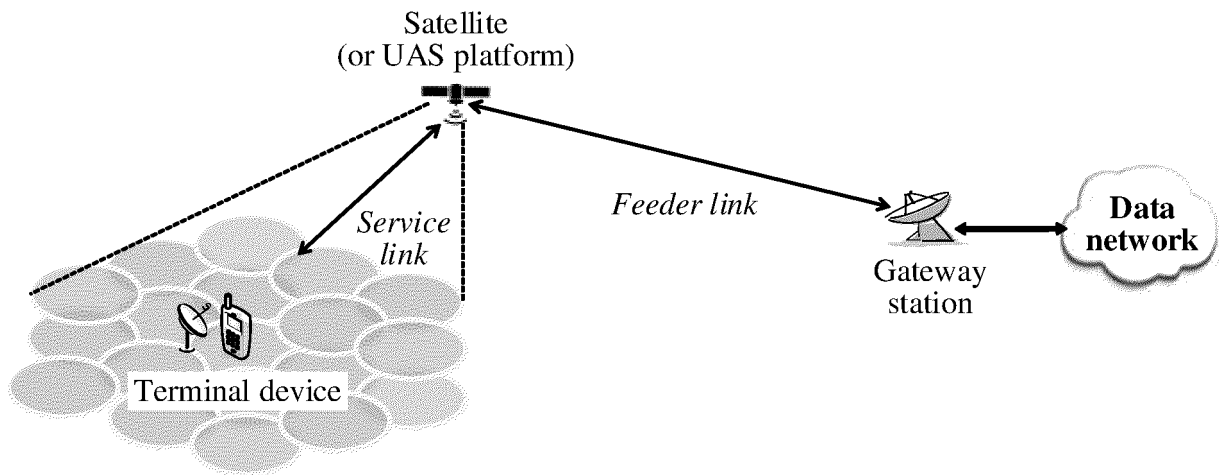 Satellite
(or UAS platform)
Service
link
Feeder link
Data
network
Gateway
station
Terminal device